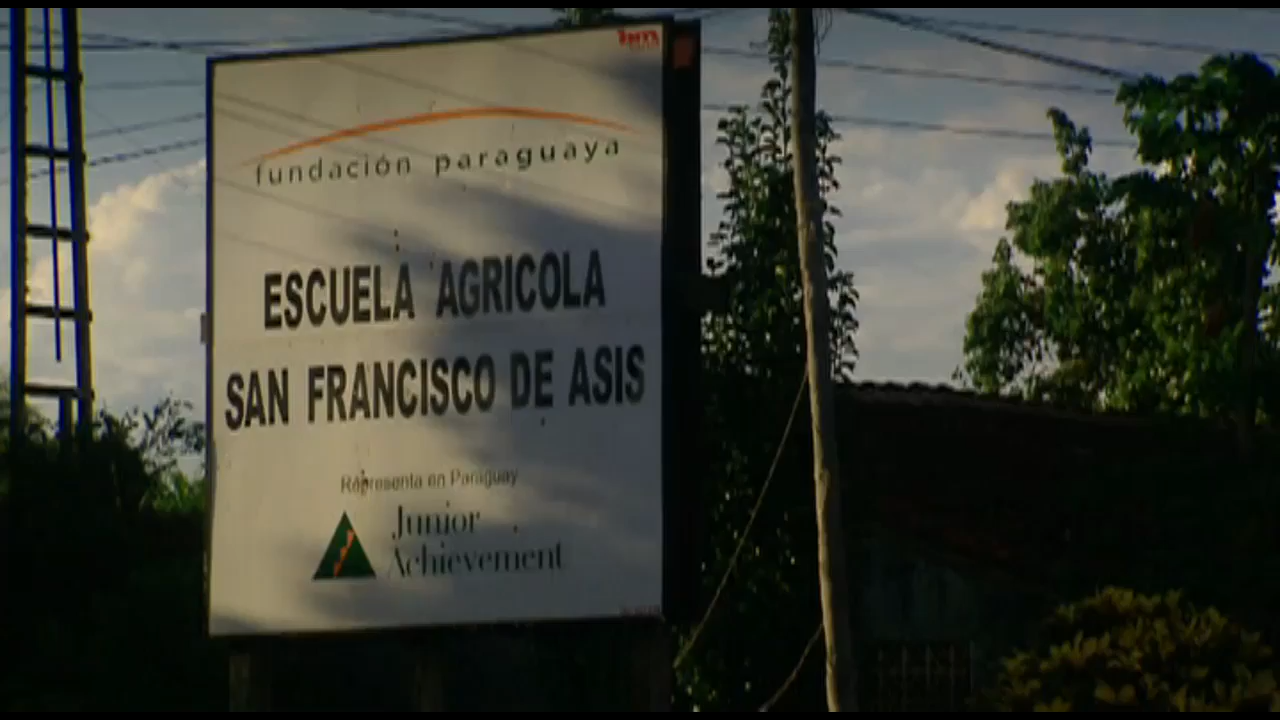 fundación paraguaya
ESCUELA AGRICOLA
SAN FRANCISCO DE ASIS
Representa en Paraguay
Junior
Achievement